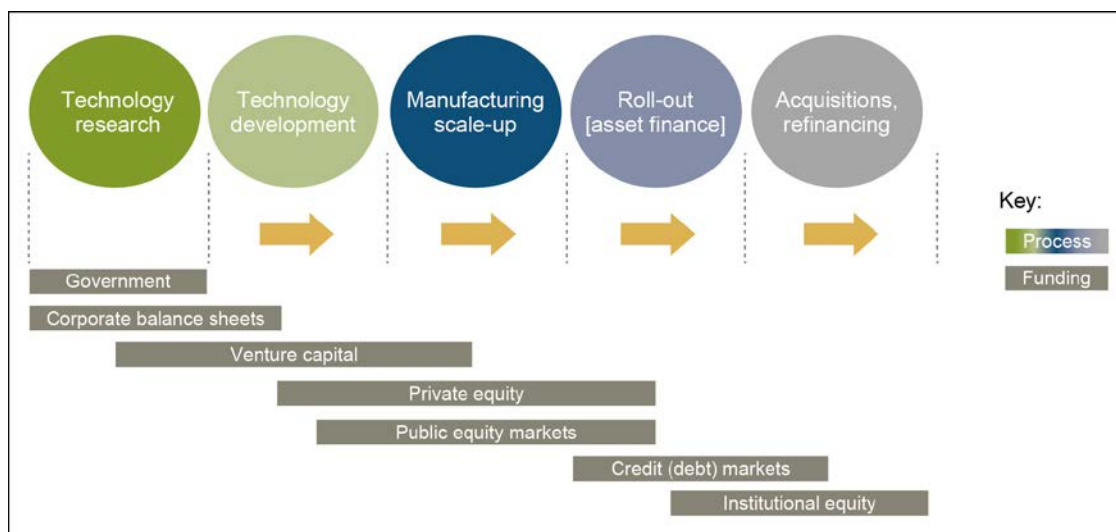 Technology
research
Technology
development
Manufacturing
scale-up
Roll-out
[asset finance]
Acquisitions,
refinancing
Key:
Process
Funding
Government
Corporate balance sheets
Venture capital
Private equity
Public equity markets
Credit (debt) markets
Institutional equity